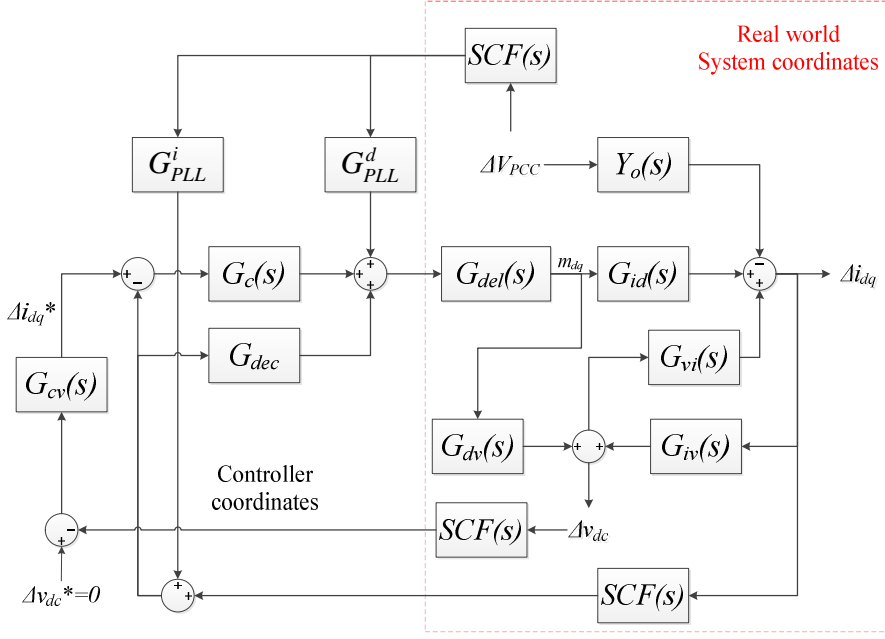 Real world
System coordinates
SCF(s)
G^i_PLL
G^d_PLL
ΔV_PCC
Y_o(s)
+
-
G_c(s)
+
+
+
G_del(s)
m_dq
G_id(s)
+
-
+
Δi_dq
Δi_dq*
G_dec
G_vi(s)
G_cv(s)
G_dv(s)
+
+
G_iv(s)
Controller
coordinates
-
+
SCF(s)
Δv_dc
Δv_dc*=0
+
+
SCF(s)